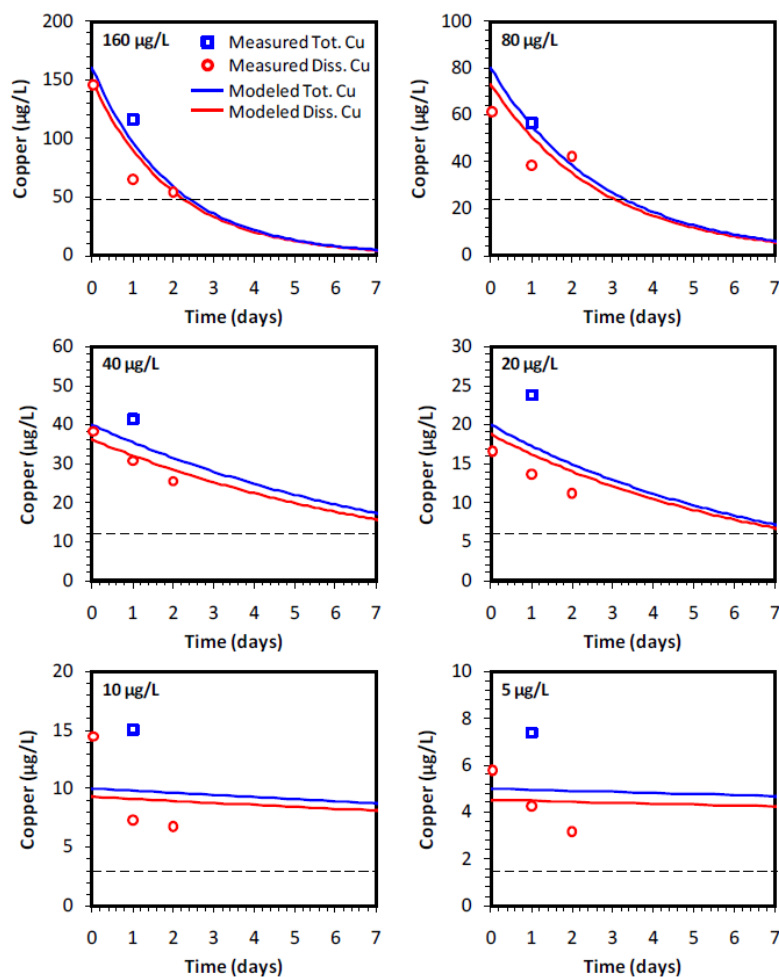 160 µg/L
Measured Tot. Cu
Measured Diss. Cu
Modeled Tot. Cu
Modeled Diss. Cu
Copper (µg/L)
200
150
100
50
0
0 1 2 3 4 5 6 7
Time (days)
80 µg/L
Copper (µg/L)
100
80
60
40
20
0
0 1 2 3 4 5 6 7
Time (days)
40 µg/L
Copper (µg/L)
60
50
40
30
20
10
0
0 1 2 3 4 5 6 7
Time (days)
20 µg/L
Copper (µg/L)
30
25
20
15
10
5
0
0 1 2 3 4 5 6 7
Time (days)
10 µg/L
Copper (µg/L)
20
15
10
5
0
0 1 2 3 4 5 6 7
Time (days)
5 µg/L
Copper (µg/L)
10
8
6
4
2
0
0 1 2 3 4 5 6 7
Time (days)